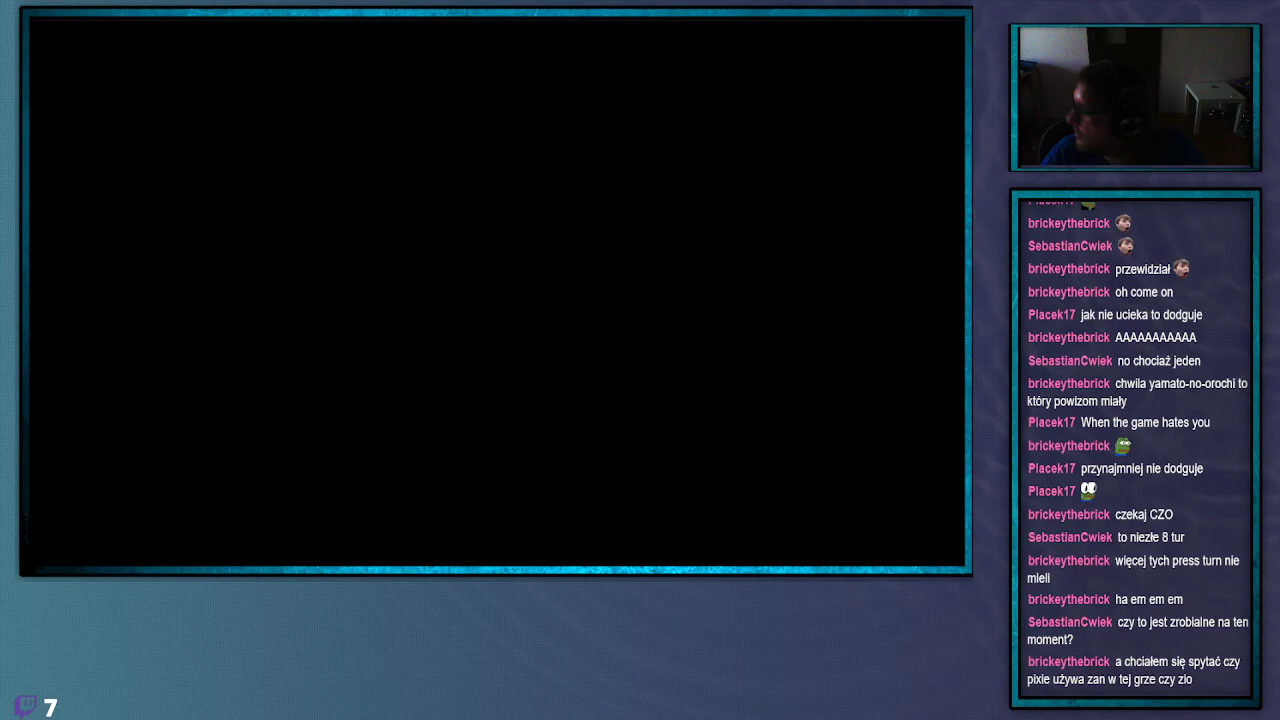 brickeythebrick
SebastianCwiek
brickeythebrick przewidział
brickeythebrick oh come on
Placek17 jak nie ucieka to dodguje
brickeythebrick AAAAAAAAAAA
SebastianCwiek no chociaż jeden
brickeythebrick chwila yamato-no-orochi to
który powizom miały
Placek17 When the game hates you
brickeythebrick
Placek17 przynajmniej nie dodguje
Placek17
brickeythebrick czekaj CZO
SebastianCwiek to niezłe 8 tur
brickeythebrick więcej tych press turn nie
mieli
brickeythebrick ha em em em
SebastianCwiek czy to jest zrobialne na ten
moment?
brickeythebrick a chciałem się spytać czy
pixie używa zan w tej grze czy zio
7